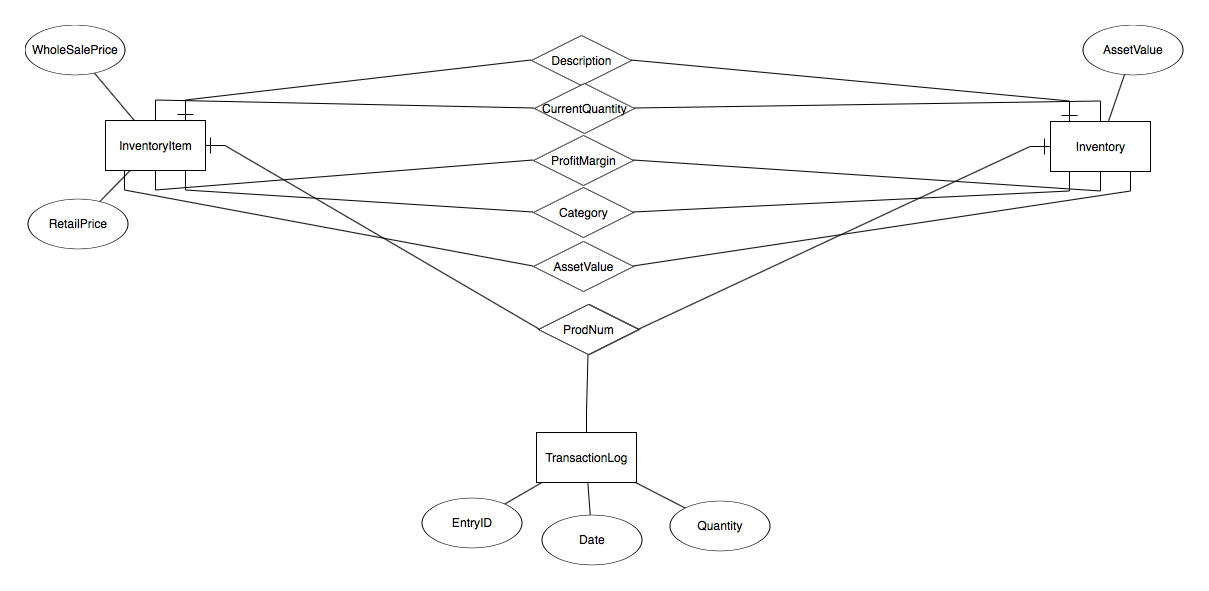 WholeSalePrice
Description
AssetValue
CurrentQuantity
InventoryItem
ProfitMargin
Inventory
RetailPrice
Category
AssetValue
ProdNum
TransactionLog
EntryID
Date
Quantity